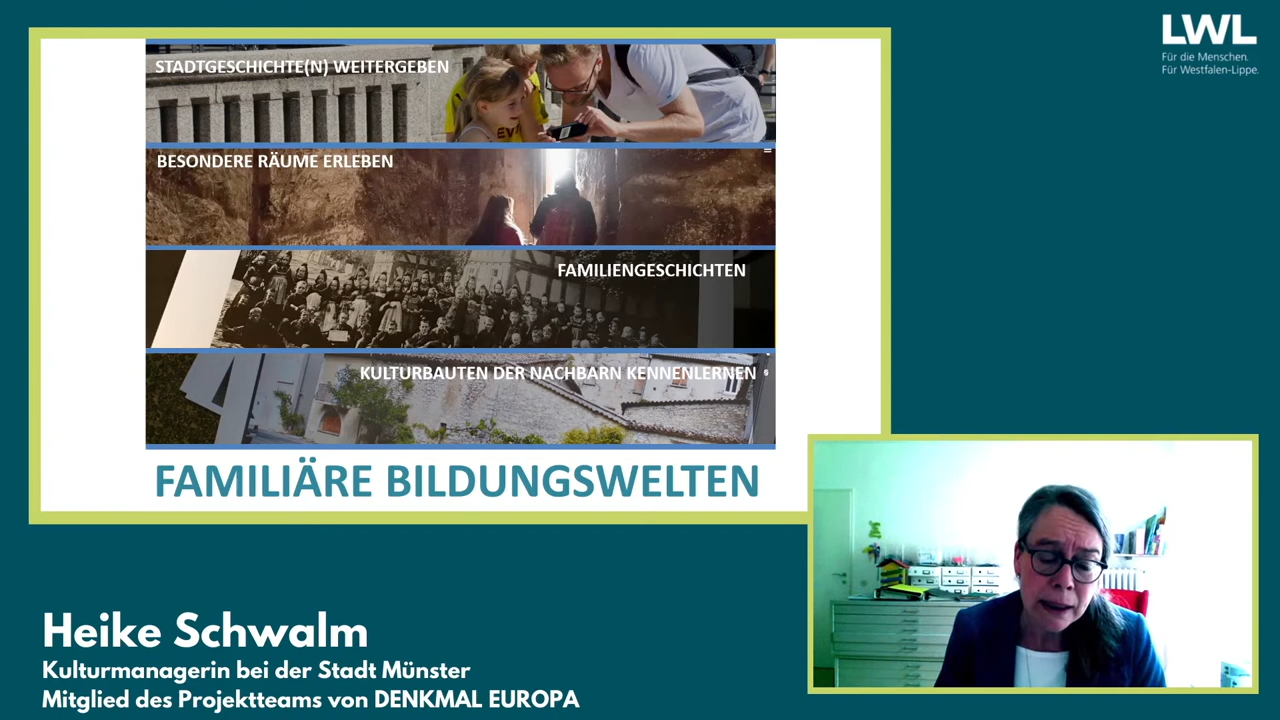 LWL
Für die Menschen.
Für Westfalen-Lippe.
STADTGESCHICHTE(N) WEITERGEBEN
BESONDERE RÄUME ERLEBEN
FAMILIENGESCHICHTEN
KULTURBAUTEN DER NACHBARN KENNENLERNEN
FAMILIÄRE BILDUNGSWELTEN
Heike Schwalm
Kulturmanagerin bei der Stadt Münster
Mitglied des Projektteams von DENKMAL EUROPA